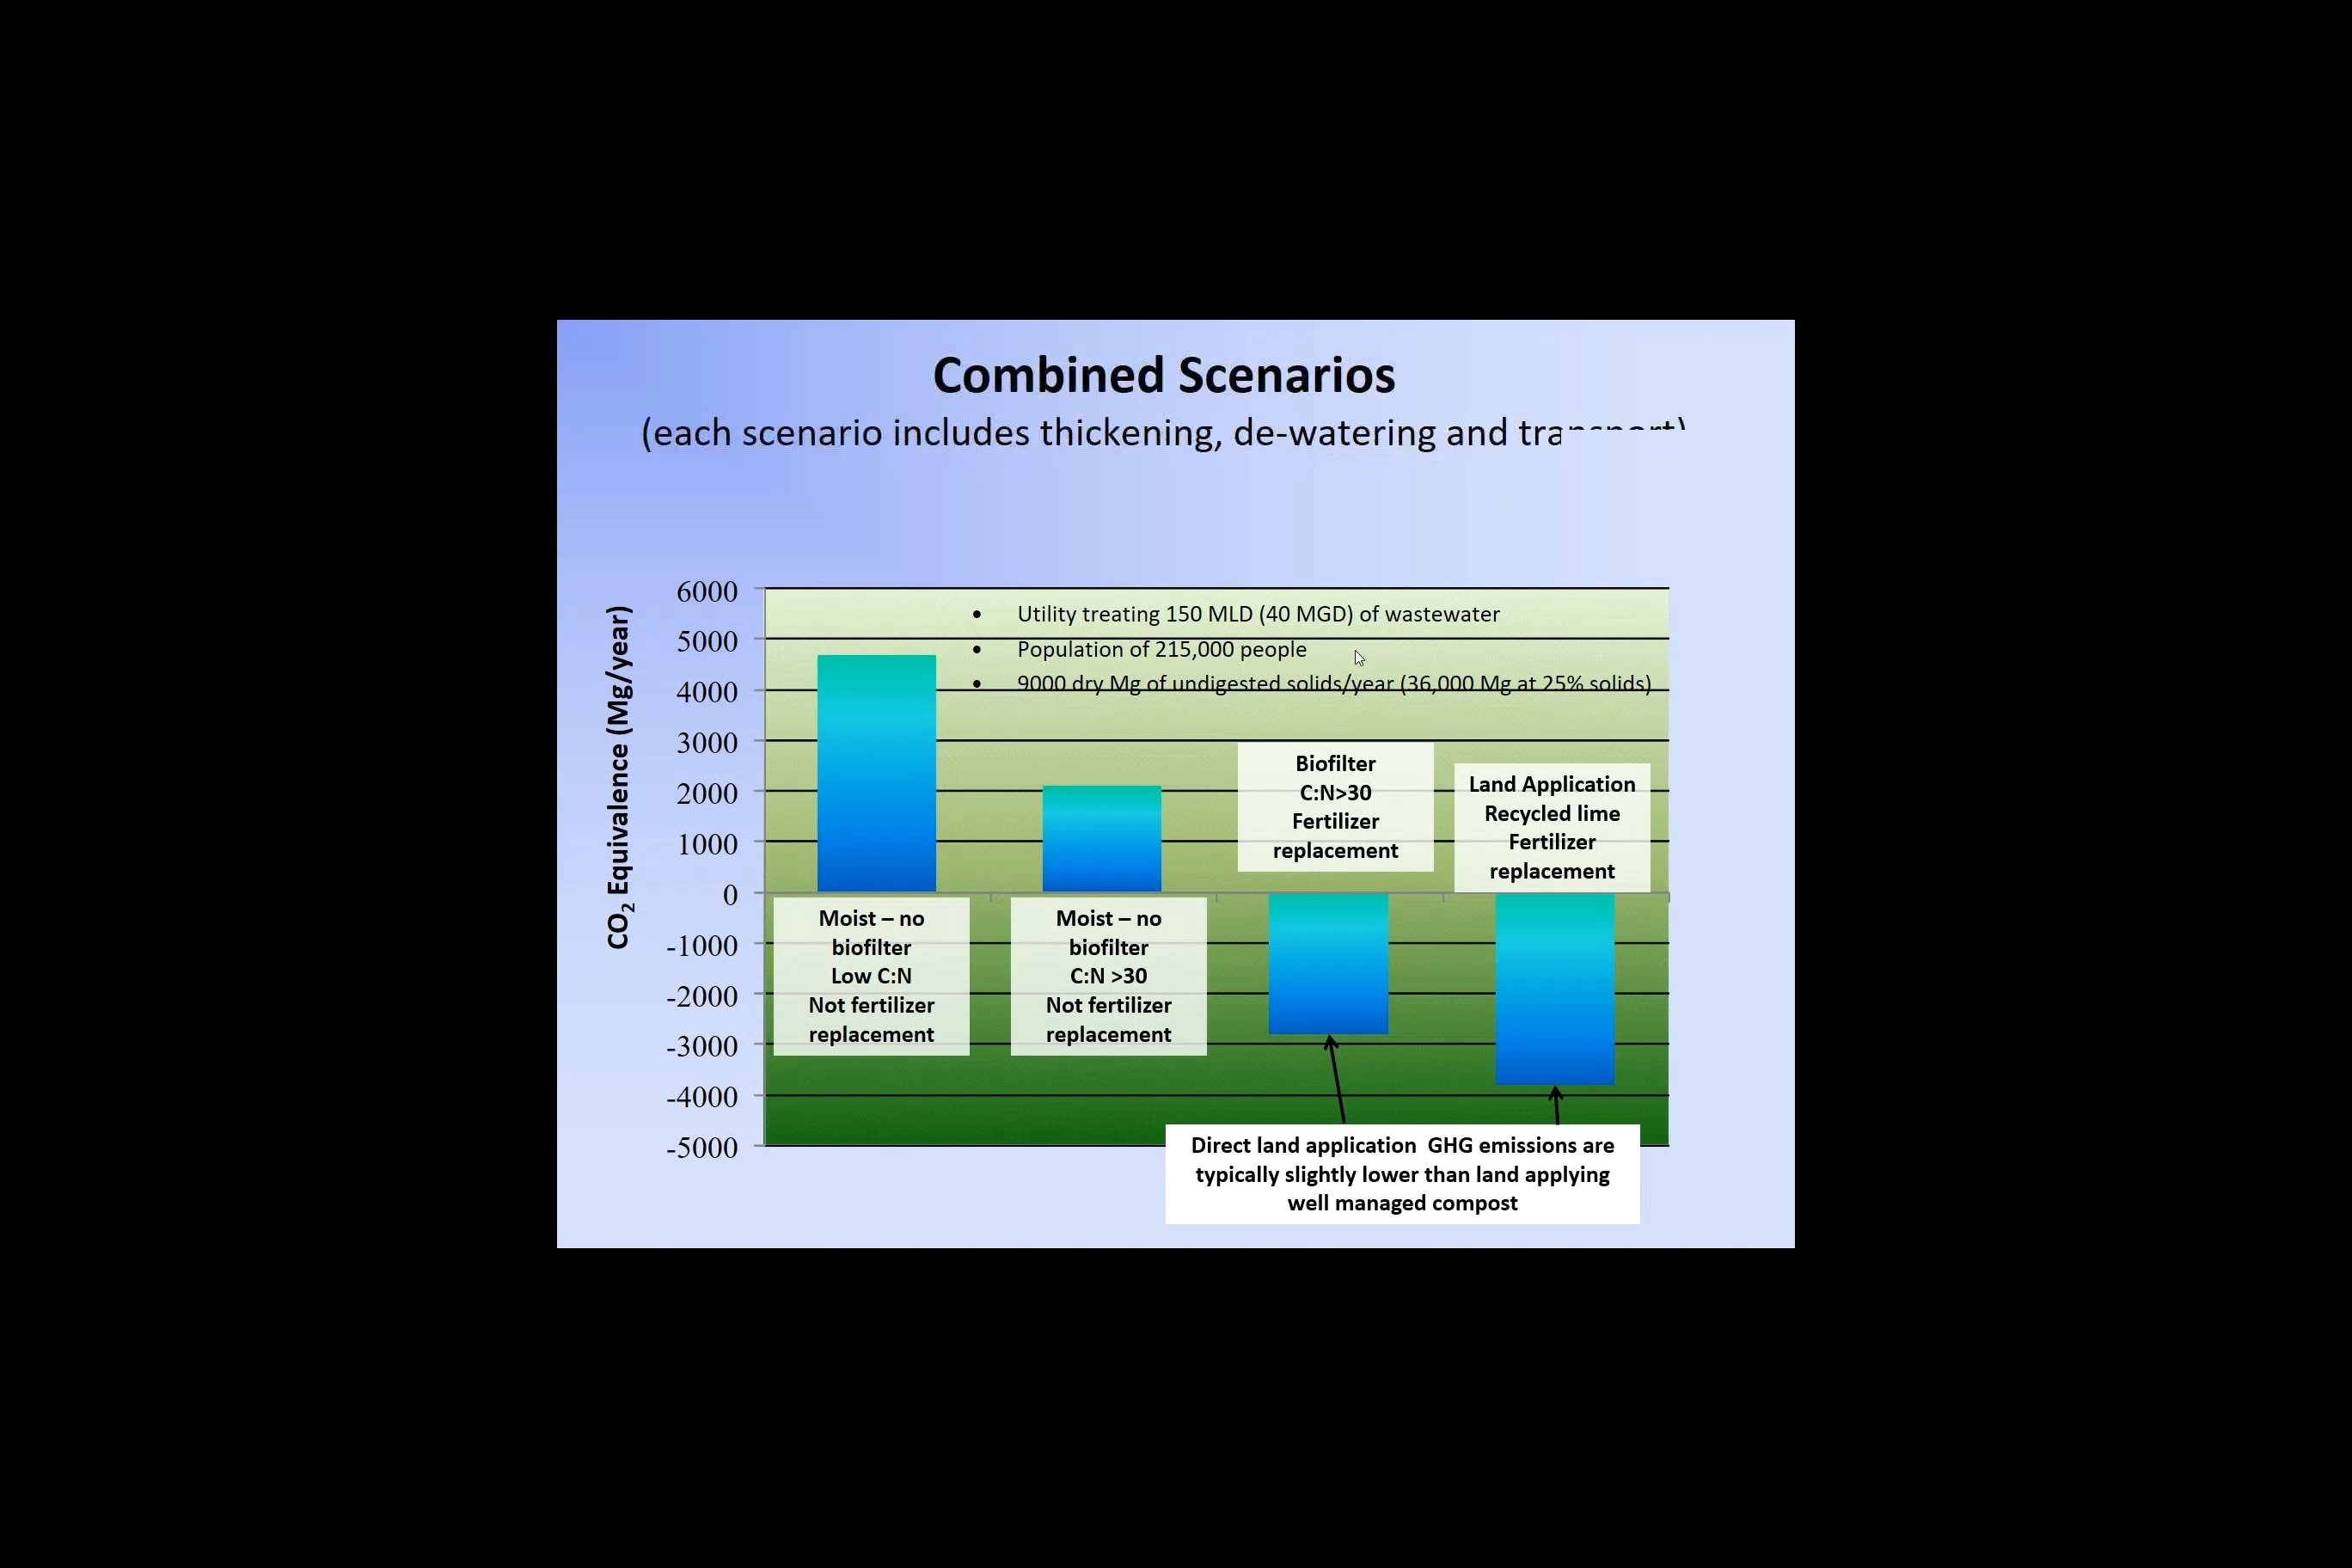 Combined Scenarios
(each scenario includes thickening, de-watering and transport)
CO2 Equivalence (Mg/year)
6000
5000
4000
3000
2000
1000
0
-1000
-2000
-3000
-4000
-5000
• Utility treating 150 MLD (40 MGD) of wastewater
• Population of 215,000 people
• 9000 dry Mg of undigested solids/year (36,000 Mg at 25% solids)
Moist – no
biofilter
Low C:N
Not fertilizer
replacement
Moist – no
biofilter
C:N >30
Not fertilizer
replacement
Biofilter
C:N>30
Fertilizer
replacement
Land Application
Recycled lime
Fertilizer
replacement
Direct land application GHG emissions are
typically slightly lower than land applying
well managed compost